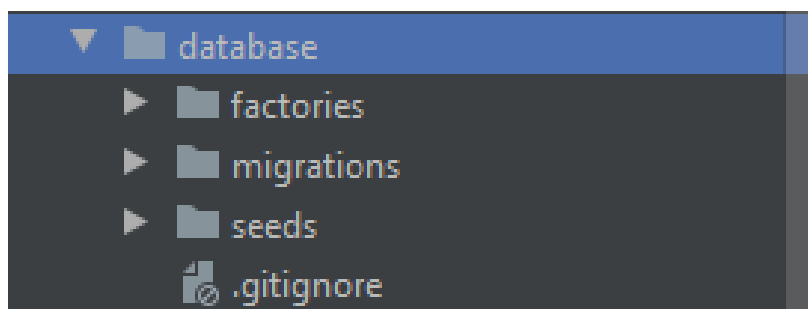 database
factories
migrations
seeds
.gitignore